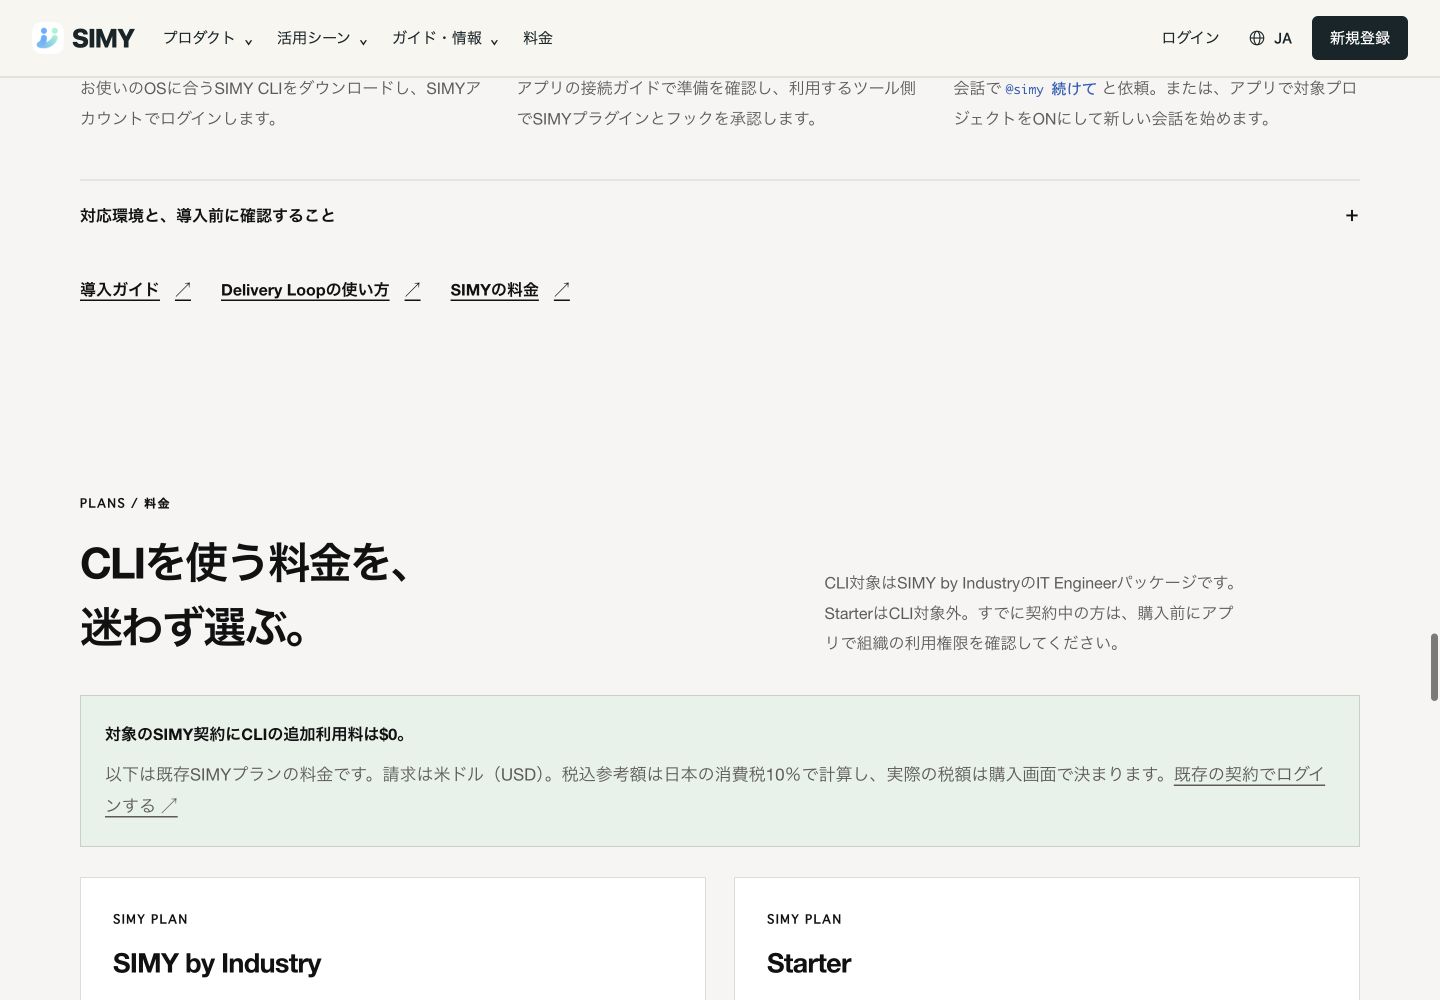 SIMY プロダクト 活用シーン ガイド・情報 料金 ログイン JA 新規登録
お使いのOSに合うSIMY CLIをダウンロードし、SIMYア
カウントでログインします。
アプリの接続ガイドで準備を確認し、利用するツール側
でSIMYプラグインとフックを承認します。
会話で @simy 続けて と依頼。または、アプリで対象プロ
ジェクトをONにして新しい会話を始めます。
対応環境と、導入前に確認すること +
導入ガイド ↗ Delivery Loopの使い方 ↗ SIMYの料金 ↗
PLANS / 料金
CLIを使う料金を、
迷わず選ぶ。
CLI対象はSIMY by IndustryのIT Engineerパッケージです。
StarterはCLI対象外。すでに契約中の方は、購入前にアプ
リで組織の利用権限を確認してください。
対象のSIMY契約にCLIの追加利用料は$0。
以下は既存SIMYプランの料金です。請求は米ドル（USD）。税込参考額は日本の消費税10%で計算し、実際の税額は購入画面で決まります。既存の契約でログイ
ンする ↗
SIMY PLAN
SIMY by Industry
SIMY PLAN
Starter